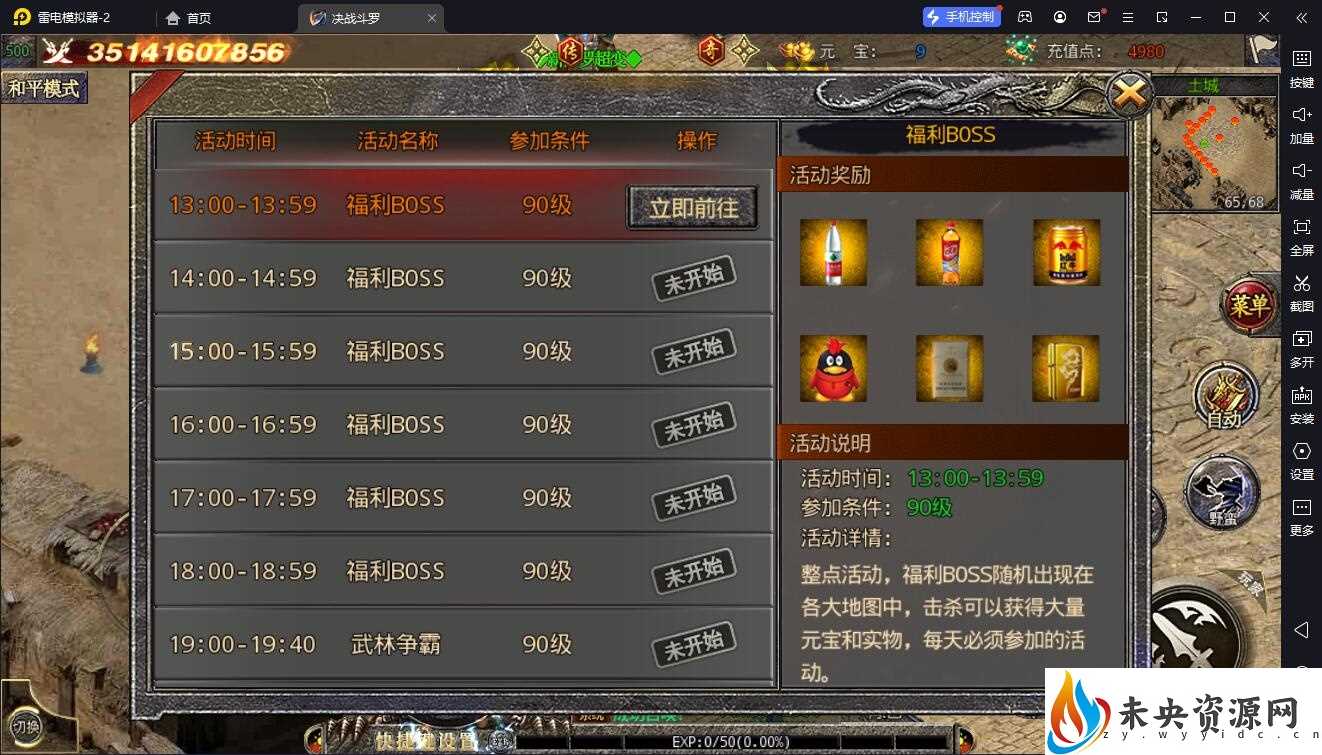 雷电模拟器-2
首页
决战斗罗
手机控制
500
35141607856
传
奇
元 宝: 9
充值点: 4980
和平模式
土城
65,68
活动时间 活动名称 参加条件 操作
13:00-13:59 福利BOSS 90级 立即前往
14:00-14:59 福利BOSS 90级 未开始
15:00-15:59 福利BOSS 90级 未开始
16:00-16:59 福利BOSS 90级 未开始
17:00-17:59 福利BOSS 90级 未开始
18:00-18:59 福利BOSS 90级 未开始
19:00-19:40 武林争霸 90级 未开始
福利BOSS
活动奖励
活动说明
活动时间: 13:00-13:59
参加条件: 90级
活动详情:
整点活动，福利BOSS随机出现在
各大地图中，击杀可以获得大量
元宝和实物，每天必须参加的活
动。
菜单
自动
野蛮
玩家
切换
快捷键设置
EXP:0/50(0.00%)
按键
加量
减量
全屏
截图
多开
APK
安装
设置
更多
未央资源网
zy.wyyidc.cn